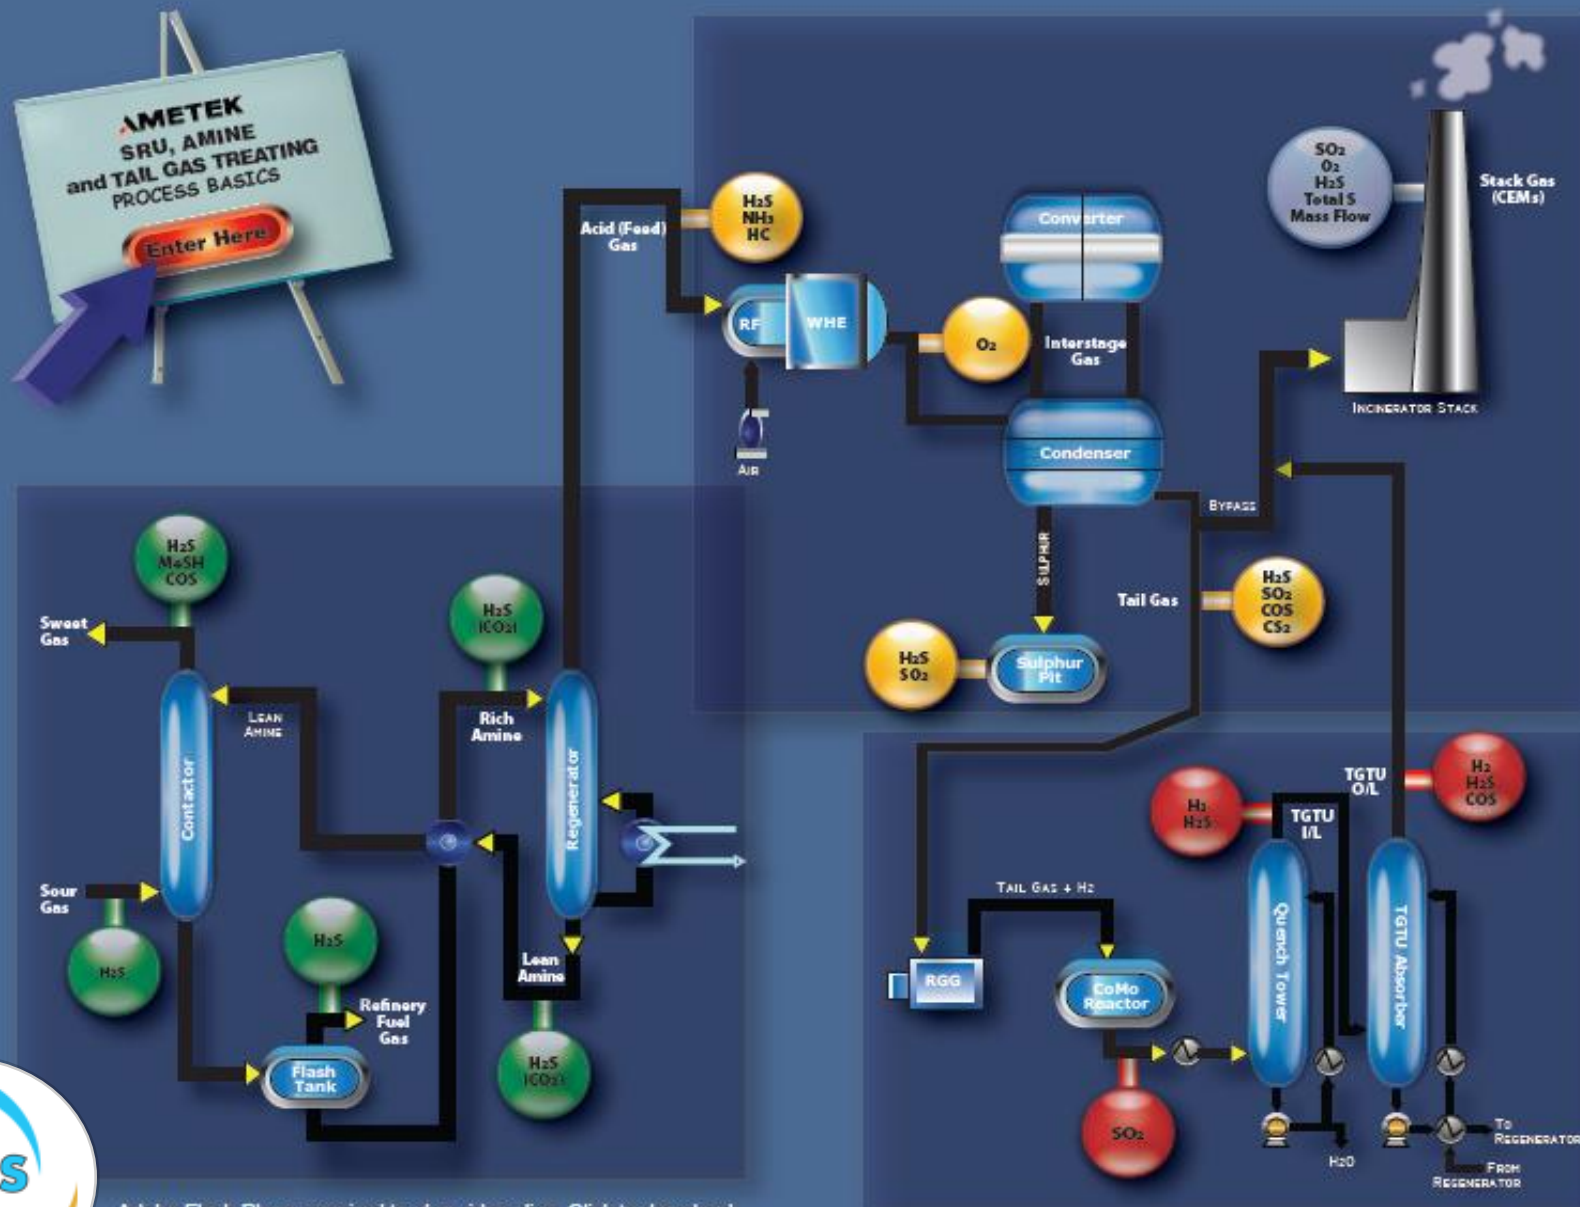 AMETEK
SRU, AMINE
and TAIL GAS TREATING
PROCESS BASICS
Enter Here
Acid (Feed)
Gas
H2S
NH3
HC
RF
WHE
AIR
O2
Converter
Interstage
Gas
Condenser
SO2
O2
H2S
Total S
Mass Flow
Stack Gas
(CEMs)
INCINERATOR STACK
BYPASS
SULPHUR
Tail Gas
H2S
SO2
COS
CS2
H2S
SO2
Sulphur
Pit
H2S
MeSH
COS
Sweet
Gas
LEAN
AMINE
H2S
(CO2)
Rich
Amine
Contactor
Regenerator
Sour
Gas
H2S
H2S
Refinery
Fuel
Gas
Flash
Tank
Lean
Amine
H2S
(CO2)
TAIL GAS + H2
RGG
CoMo
Reactor
SO2
H2
H2S
TGTU
I/L
TGTU
O/L
H2
H2S
COS
Quench Tower
TGTU Absorber
H2O
TO
REGENERATOR
FROM
REGENERATOR
S